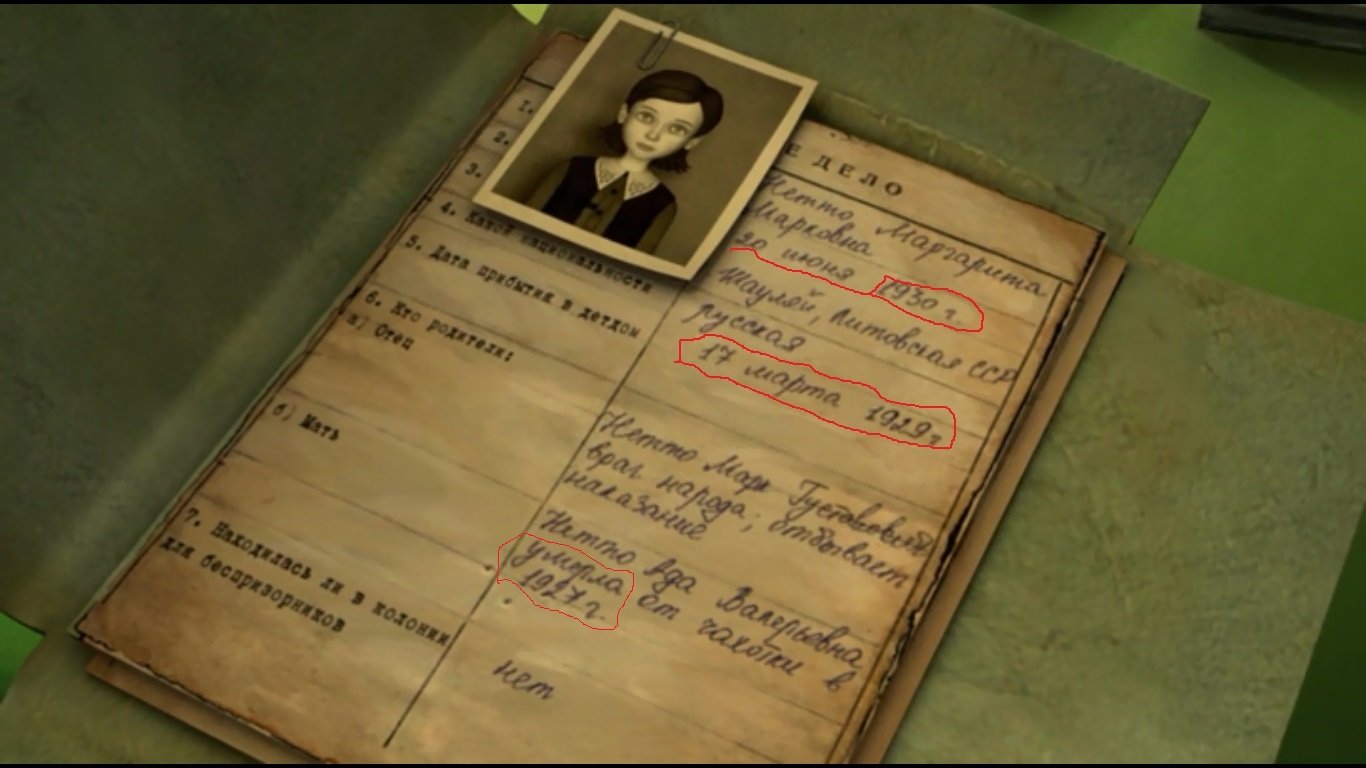 Е ДЕЛО
1.
2.
3.
Нетто Маргарита
Марковна
20 июня 1930 г.
Шауляй, Литовская ССР
4. Какой национальности
русская
5. Дата прибытия в детдом
17 марта 1929 г
6. Кто родители:
а) Отец
Нетто Марк Густовович
враг народа, отбывает
наказание
б) Мать
Нетто Ада Валерьевна
умерла от чахотки в
1927 г.
7. Находилась ли в колонии
для беспризорников
нет